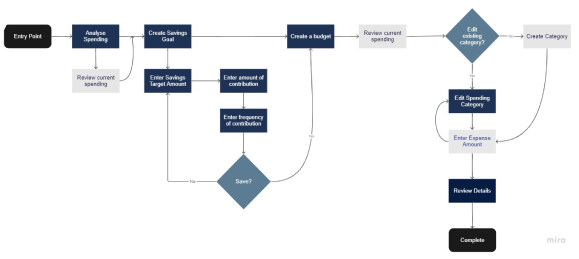 Entry Point
Analyse
Spending
Review current
spending
Create Savings
Goal
Enter Savings
Target Amount
Enter amount of
contribution
Enter frequency
of contribution
Save?
No
Yes
Create a budget
Review current
spending
Edit
existing
category?
No
Yes
Create Category
Edit Spending
Category
Enter Expense
Amount
Review Details
Complete
miro